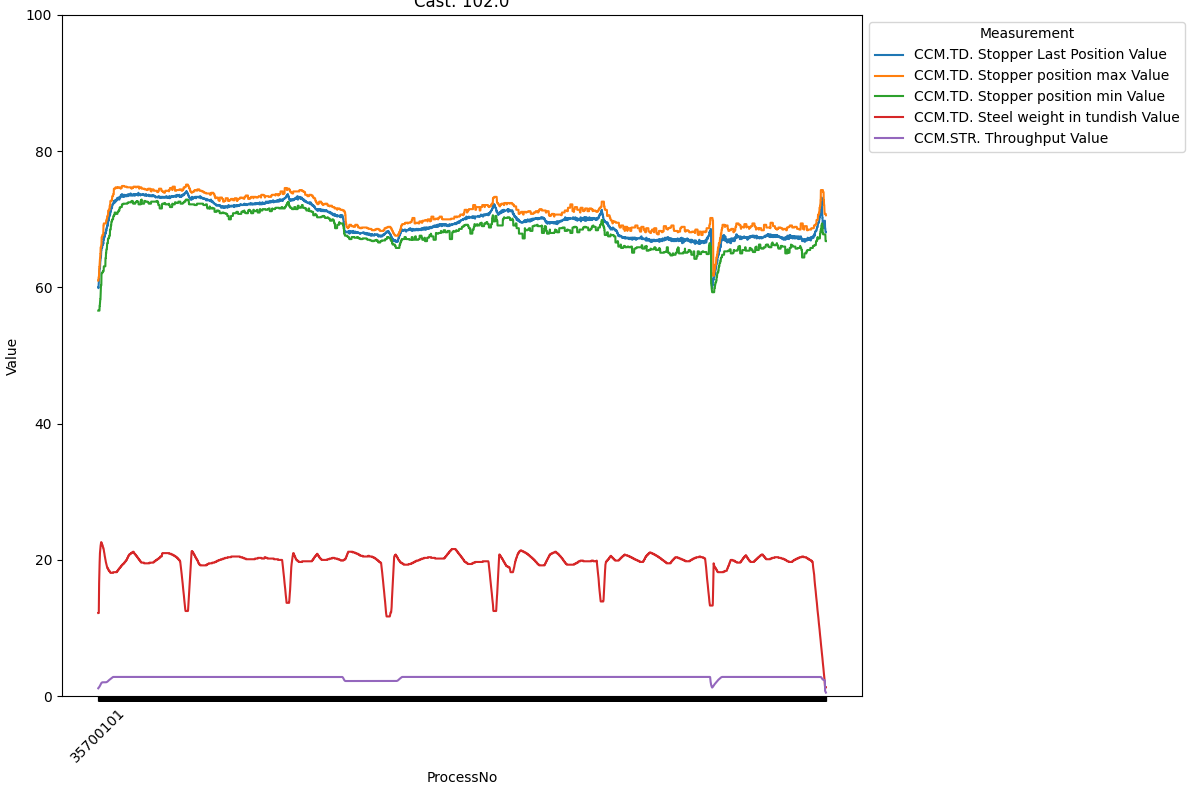 Cast: 102.0
100
80
60
40
20
0
Value
35700101
ProcessNo
Measurement
CCM.TD. Stopper Last Position Value
CCM.TD. Stopper position max Value
CCM.TD. Stopper position min Value
CCM.TD. Steel weight in tundish Value
CCM.STR. Throughput Value